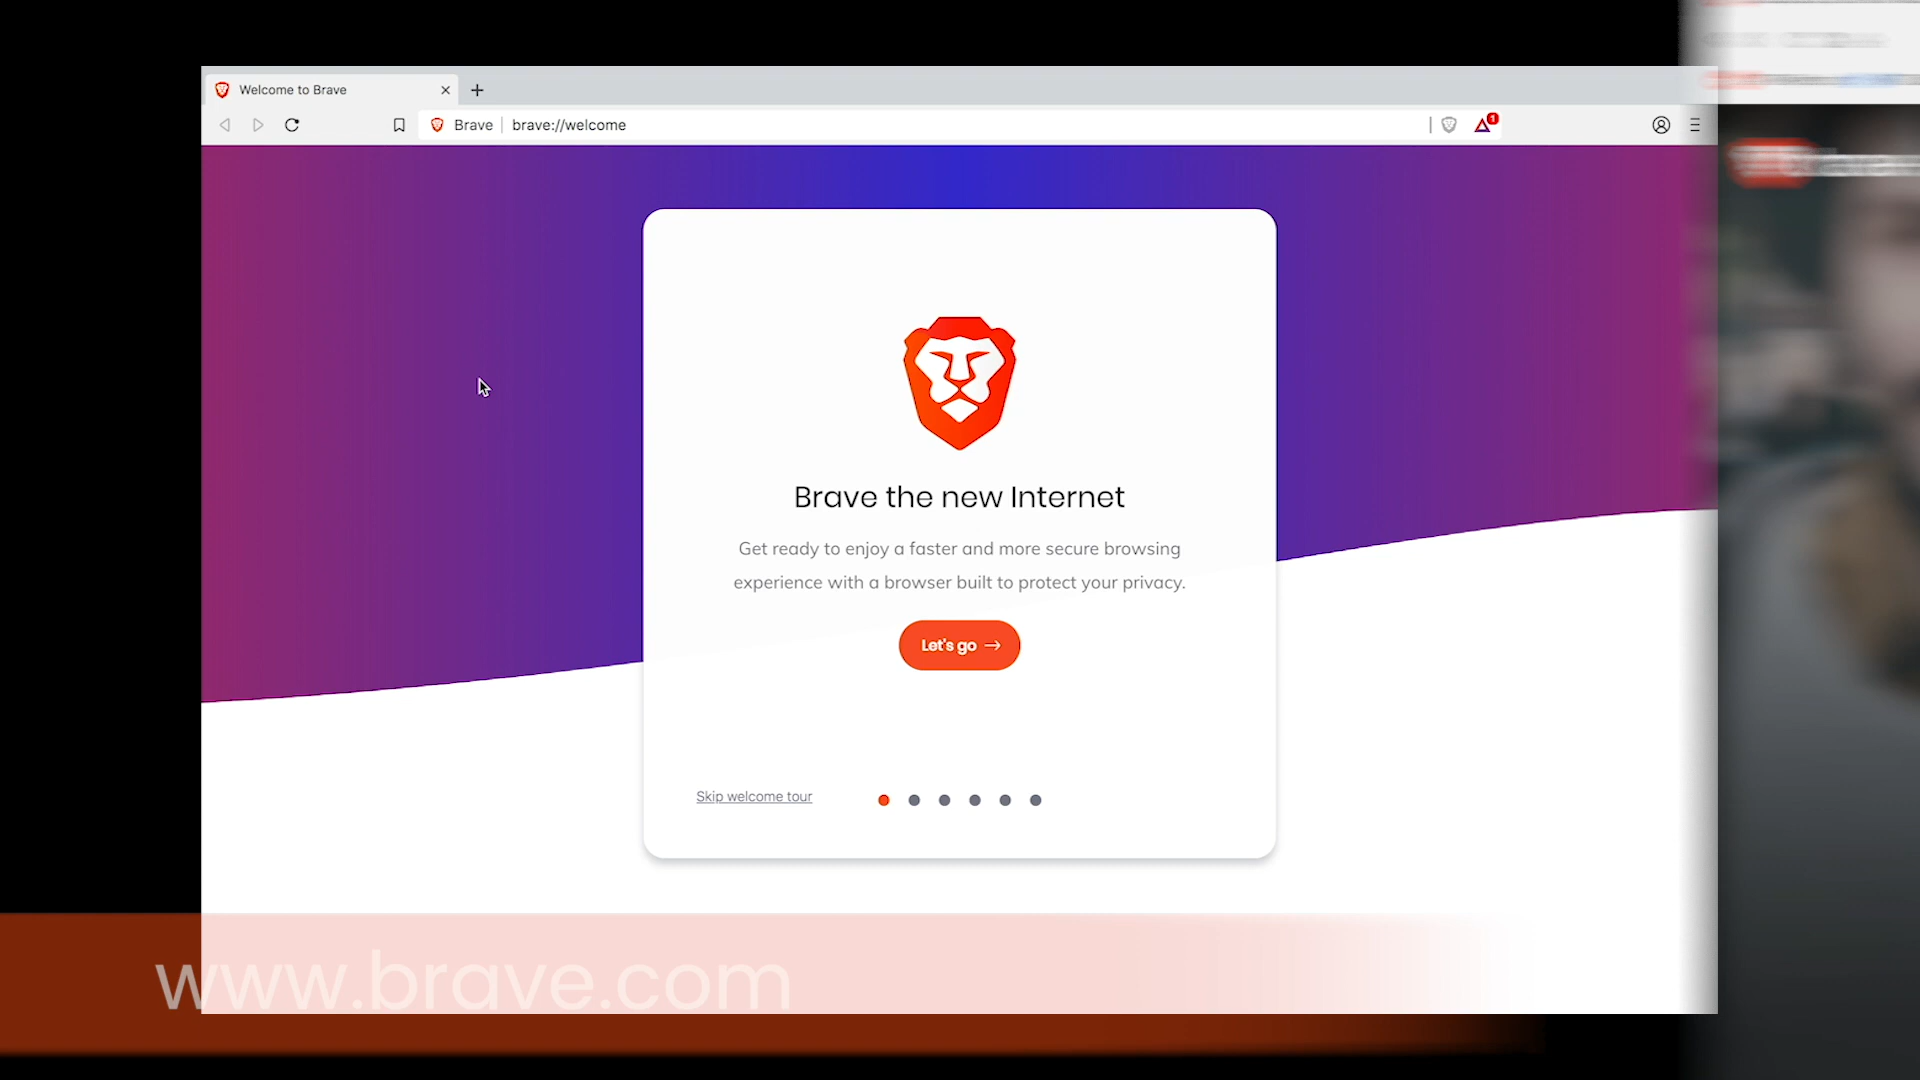 Welcome to Brave
Brave | brave://welcome
1
Brave the new Internet
Get ready to enjoy a faster and more secure browsing
experience with a browser built to protect your privacy.
Let's go →
Skip welcome tour
www.brave.com